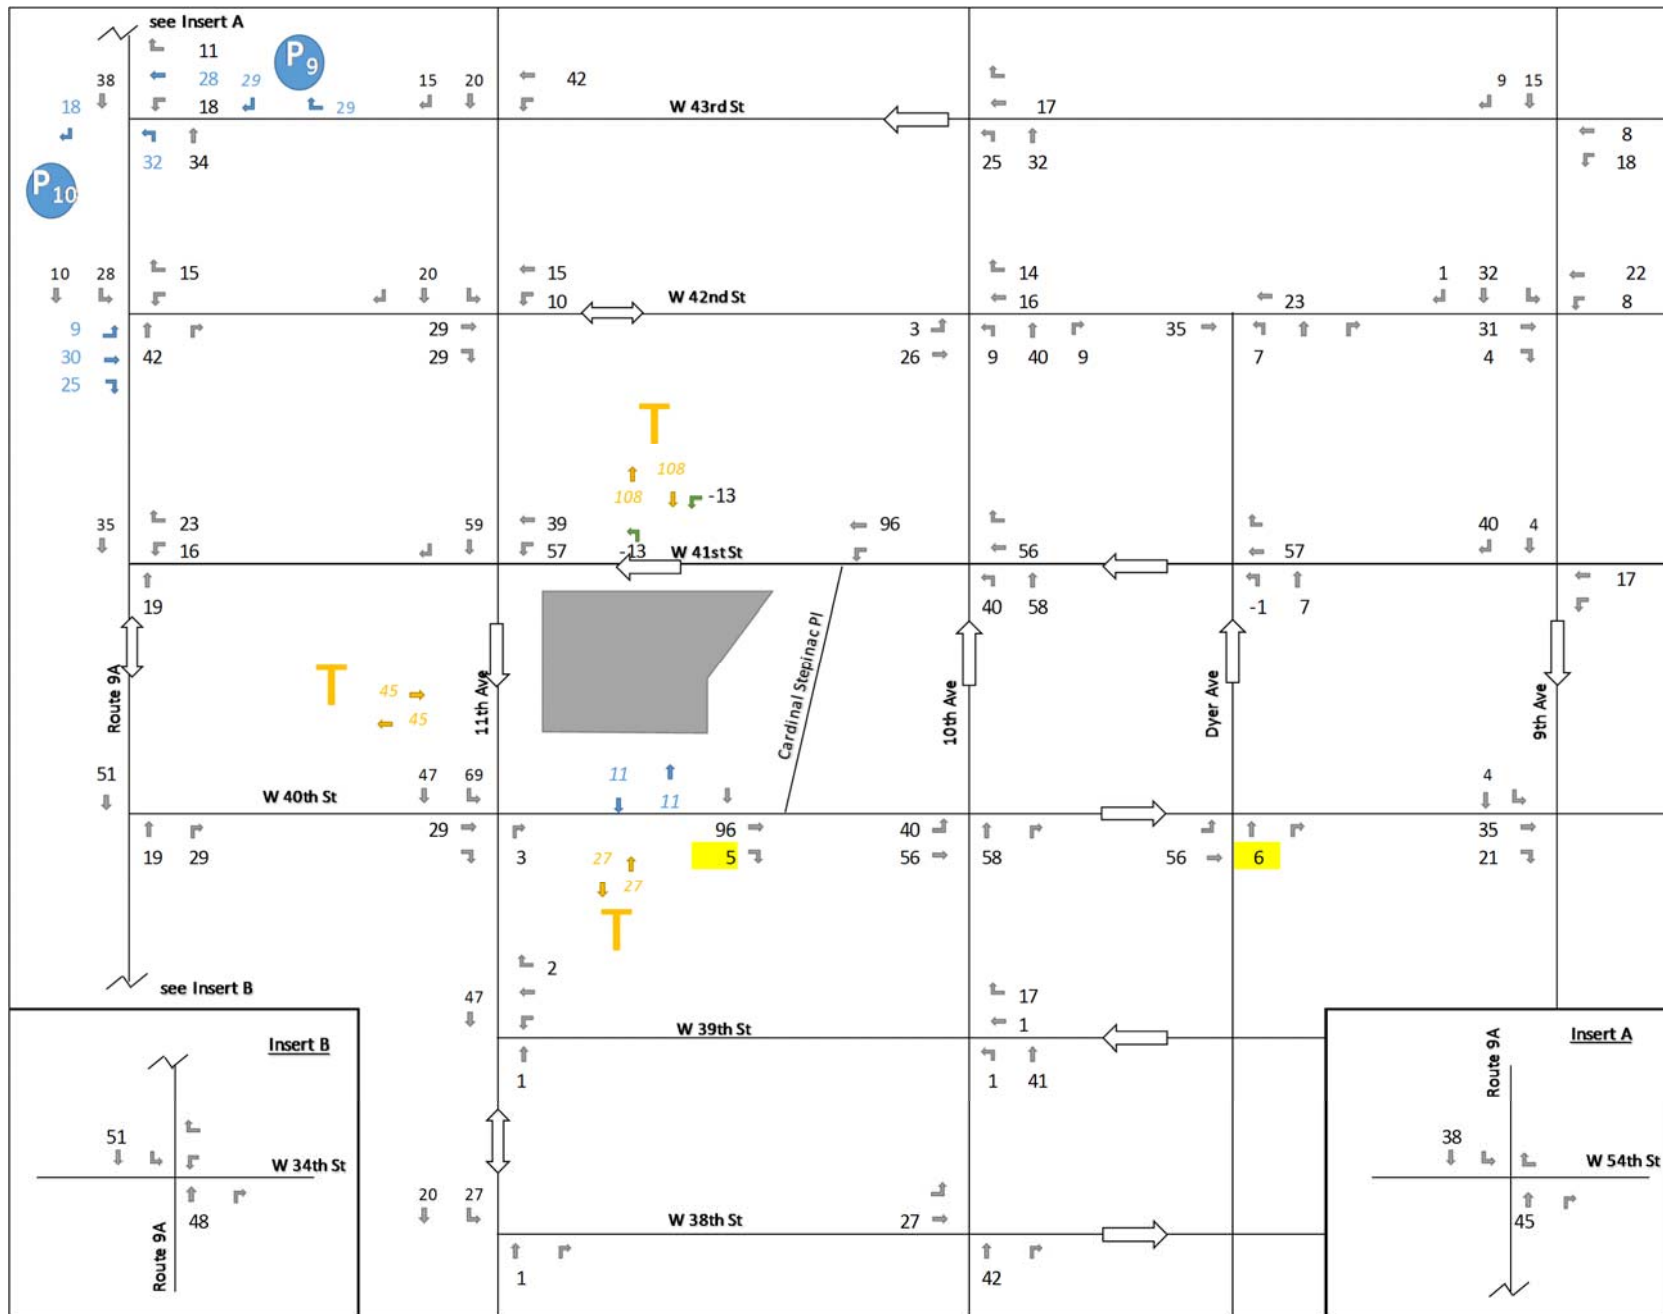 see Insert A
11
P9
38 28 29 15 20 42 9 15
18 18 29 W 43rd St 17
8
32 34 25 32 18
P10
10 28 15 20 15 14 1 32 22
10 W 42nd St 16 23 8
9 29 3 35 31
30 42 29 26 9 40 9 7 4
25
T
108
108 -13
35 23 59 39 96 40 4
16 57 -13 W 41st St 56 57
17
19 40 58 -1 7
Route 9A
11th Ave
Cardinal Stepinac Pl
10th Ave
Dyer Ave
9th Ave
T
45
45
51 47 69 11 4
W 40th St 11
29 96 40 35
19 29 3 5 56 58 56 6 21
27
27
T
2
see Insert B 47 17
W 39th St 1
1 1 41
Insert B
51
W 34th St
48
Route 9A
20 27
W 38th St 27
1 42
Insert A
Route 9A
38
W 54th St
45